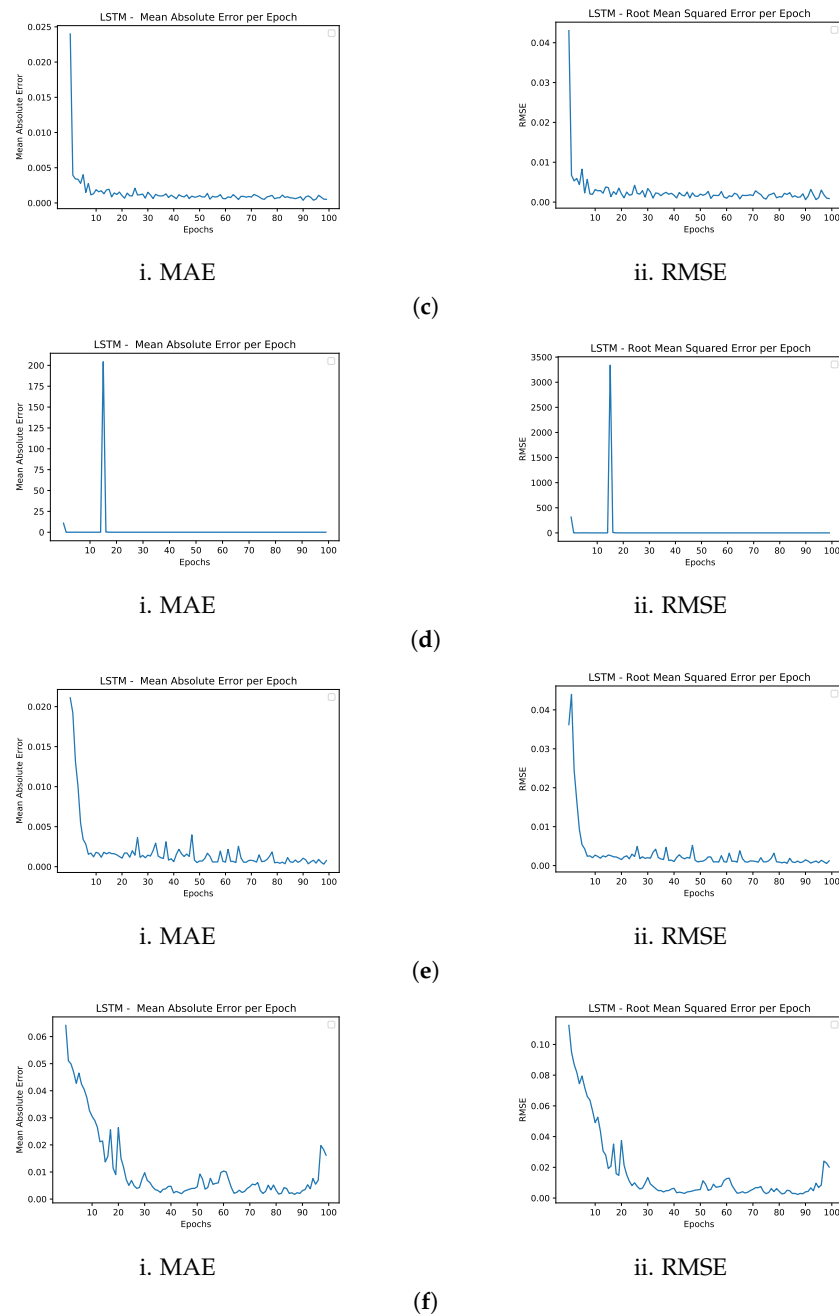 LSTM - Mean Absolute Error per Epoch
0.025
0.020
0.015
0.010
0.005
0.000
Mean Absolute Error
10 20 30 40 50 60 70 80 90 100
Epochs
LSTM - Root Mean Squared Error per Epoch
0.04
0.03
0.02
0.01
0.00
RMSE
10 20 30 40 50 60 70 80 90 100
Epochs
i. MAE
ii. RMSE
(c)
LSTM - Mean Absolute Error per Epoch
200
175
150
125
100
75
50
25
0
Mean Absolute Error
10 20 30 40 50 60 70 80 90 100
Epochs
LSTM - Root Mean Squared Error per Epoch
3500
3000
2500
2000
1500
1000
500
0
RMSE
10 20 30 40 50 60 70 80 90 100
Epochs
i. MAE
ii. RMSE
(d)
LSTM - Mean Absolute Error per Epoch
0.020
0.015
0.010
0.005
0.000
Mean Absolute Error
10 20 30 40 50 60 70 80 90 100
Epochs
LSTM - Root Mean Squared Error per Epoch
0.04
0.03
0.02
0.01
0.00
RMSE
10 20 30 40 50 60 70 80 90 100
Epochs
i. MAE
ii. RMSE
(e)
LSTM - Mean Absolute Error per Epoch
0.06
0.05
0.04
0.03
0.02
0.01
0.00
Mean Absolute Error
10 20 30 40 50 60 70 80 90 100
Epochs
LSTM - Root Mean Squared Error per Epoch
0.10
0.08
0.06
0.04
0.02
0.00
RMSE
10 20 30 40 50 60 70 80 90 100
Epochs
i. MAE
ii. RMSE
(f)